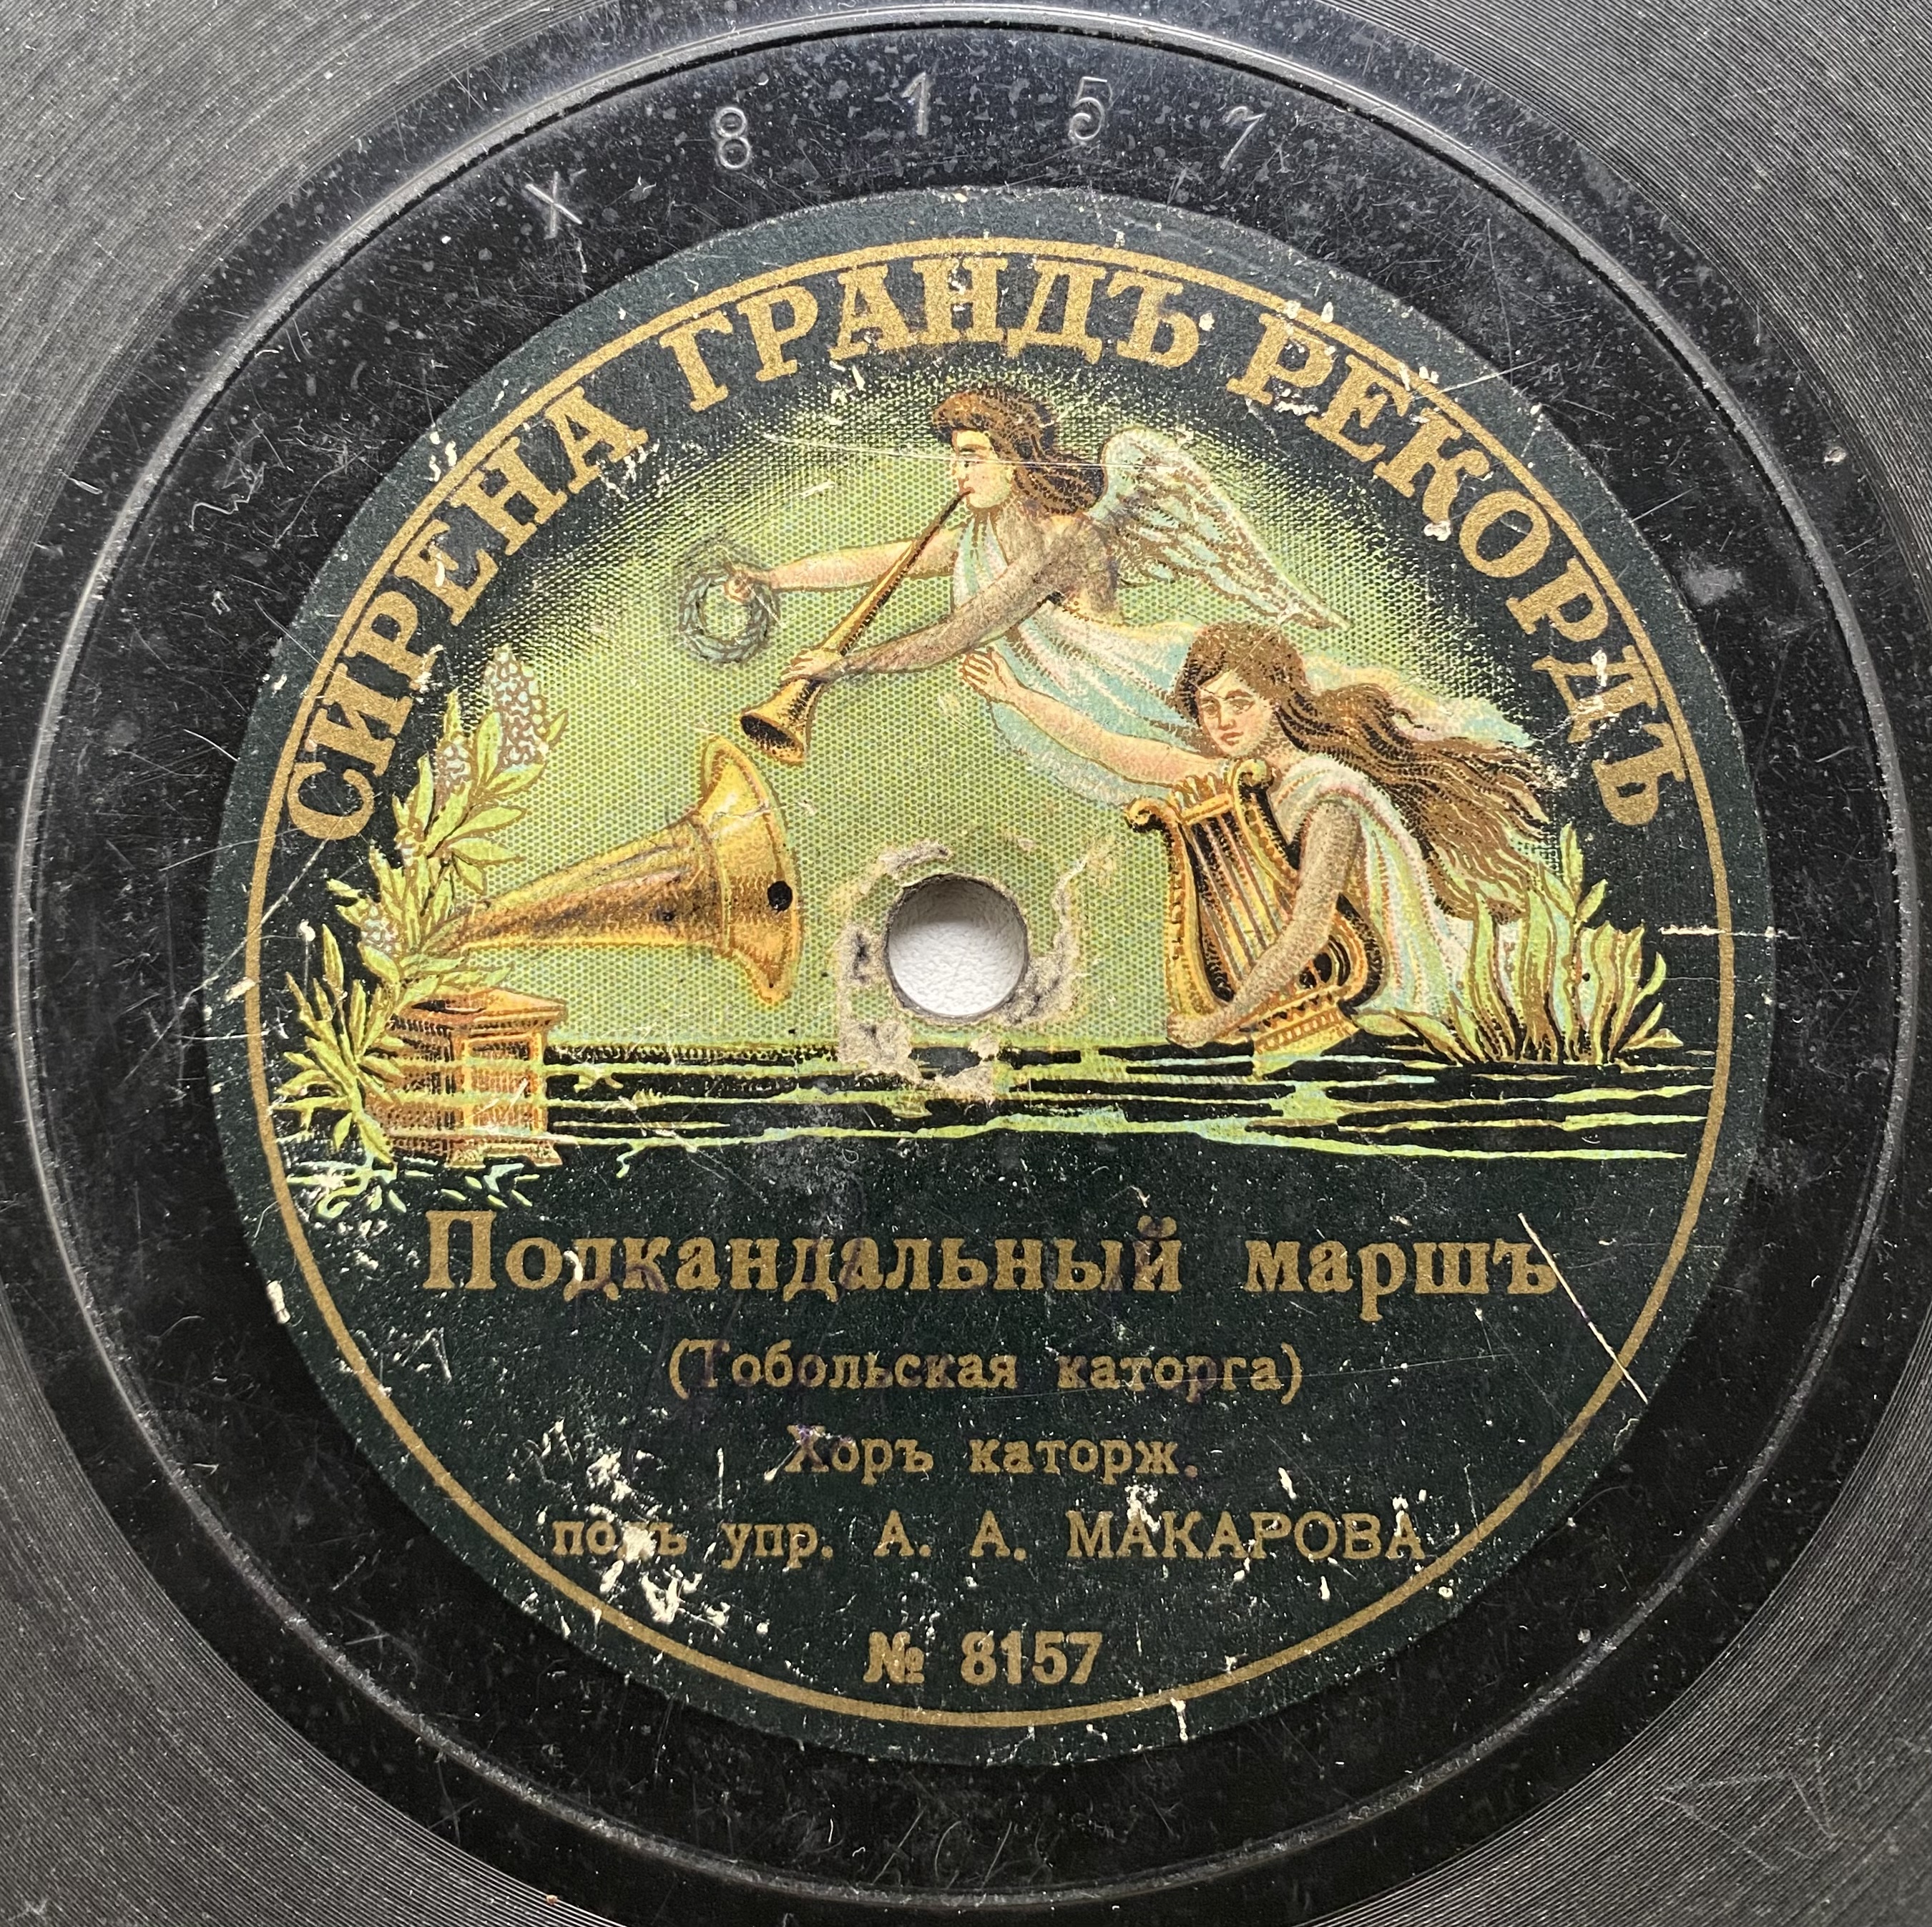 x 8 1 5 7
СИРЕНА ГРАНДЪ РЕКОРДЪ
Подкандальный маршъ
(Тобольская каторга)
Хоръ каторж.
подъ упр. А. А. МАКАРОВА
№ 8157